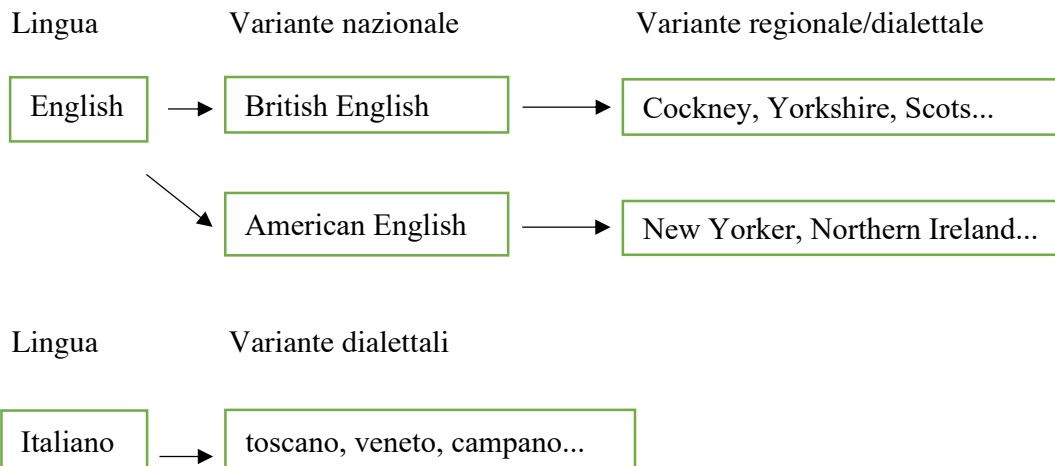 Lingua Variante nazionale Variante regionale/dialettale
English British English Cockney, Yorkshire, Scots...
American English New Yorker, Northern Ireland...
Lingua Variante dialettali
Italiano toscano, veneto, campano...